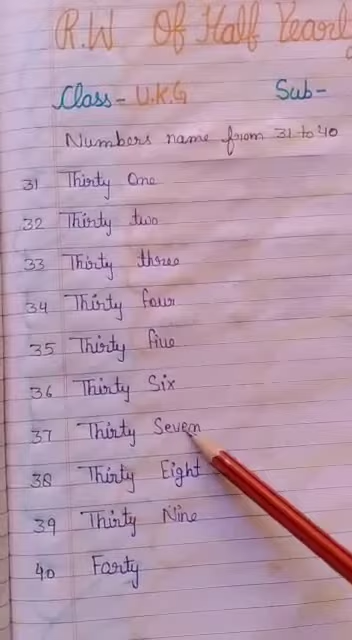 R.W Of Half Yearly
Class - U.K.G Sub -
Numbers name from 31 to 40
31 Thirty One
32 Thirty two
33 Thirty three
34 Thirty four
35 Thirty five
36 Thirty Six
37 Thirty Seven
38 Thirty Eight
39 Thirty Nine
40 Forty